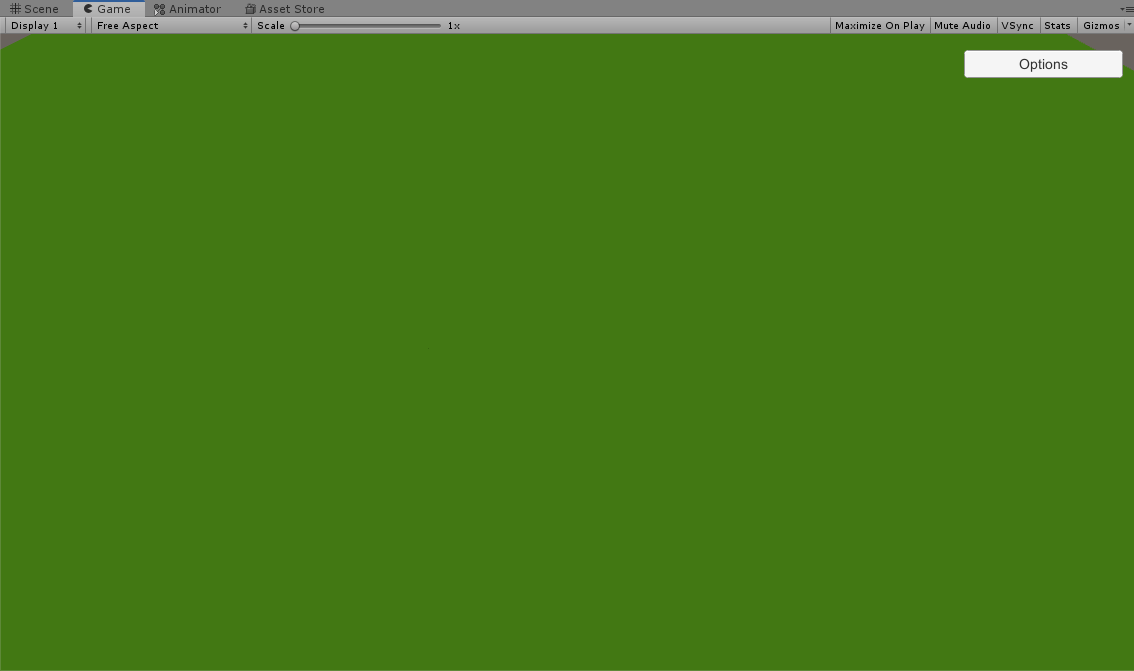 Scene Game Animator Asset Store
Display 1 Free Aspect Scale 1x Maximize On Play Mute Audio VSync Stats Gizmos
Options